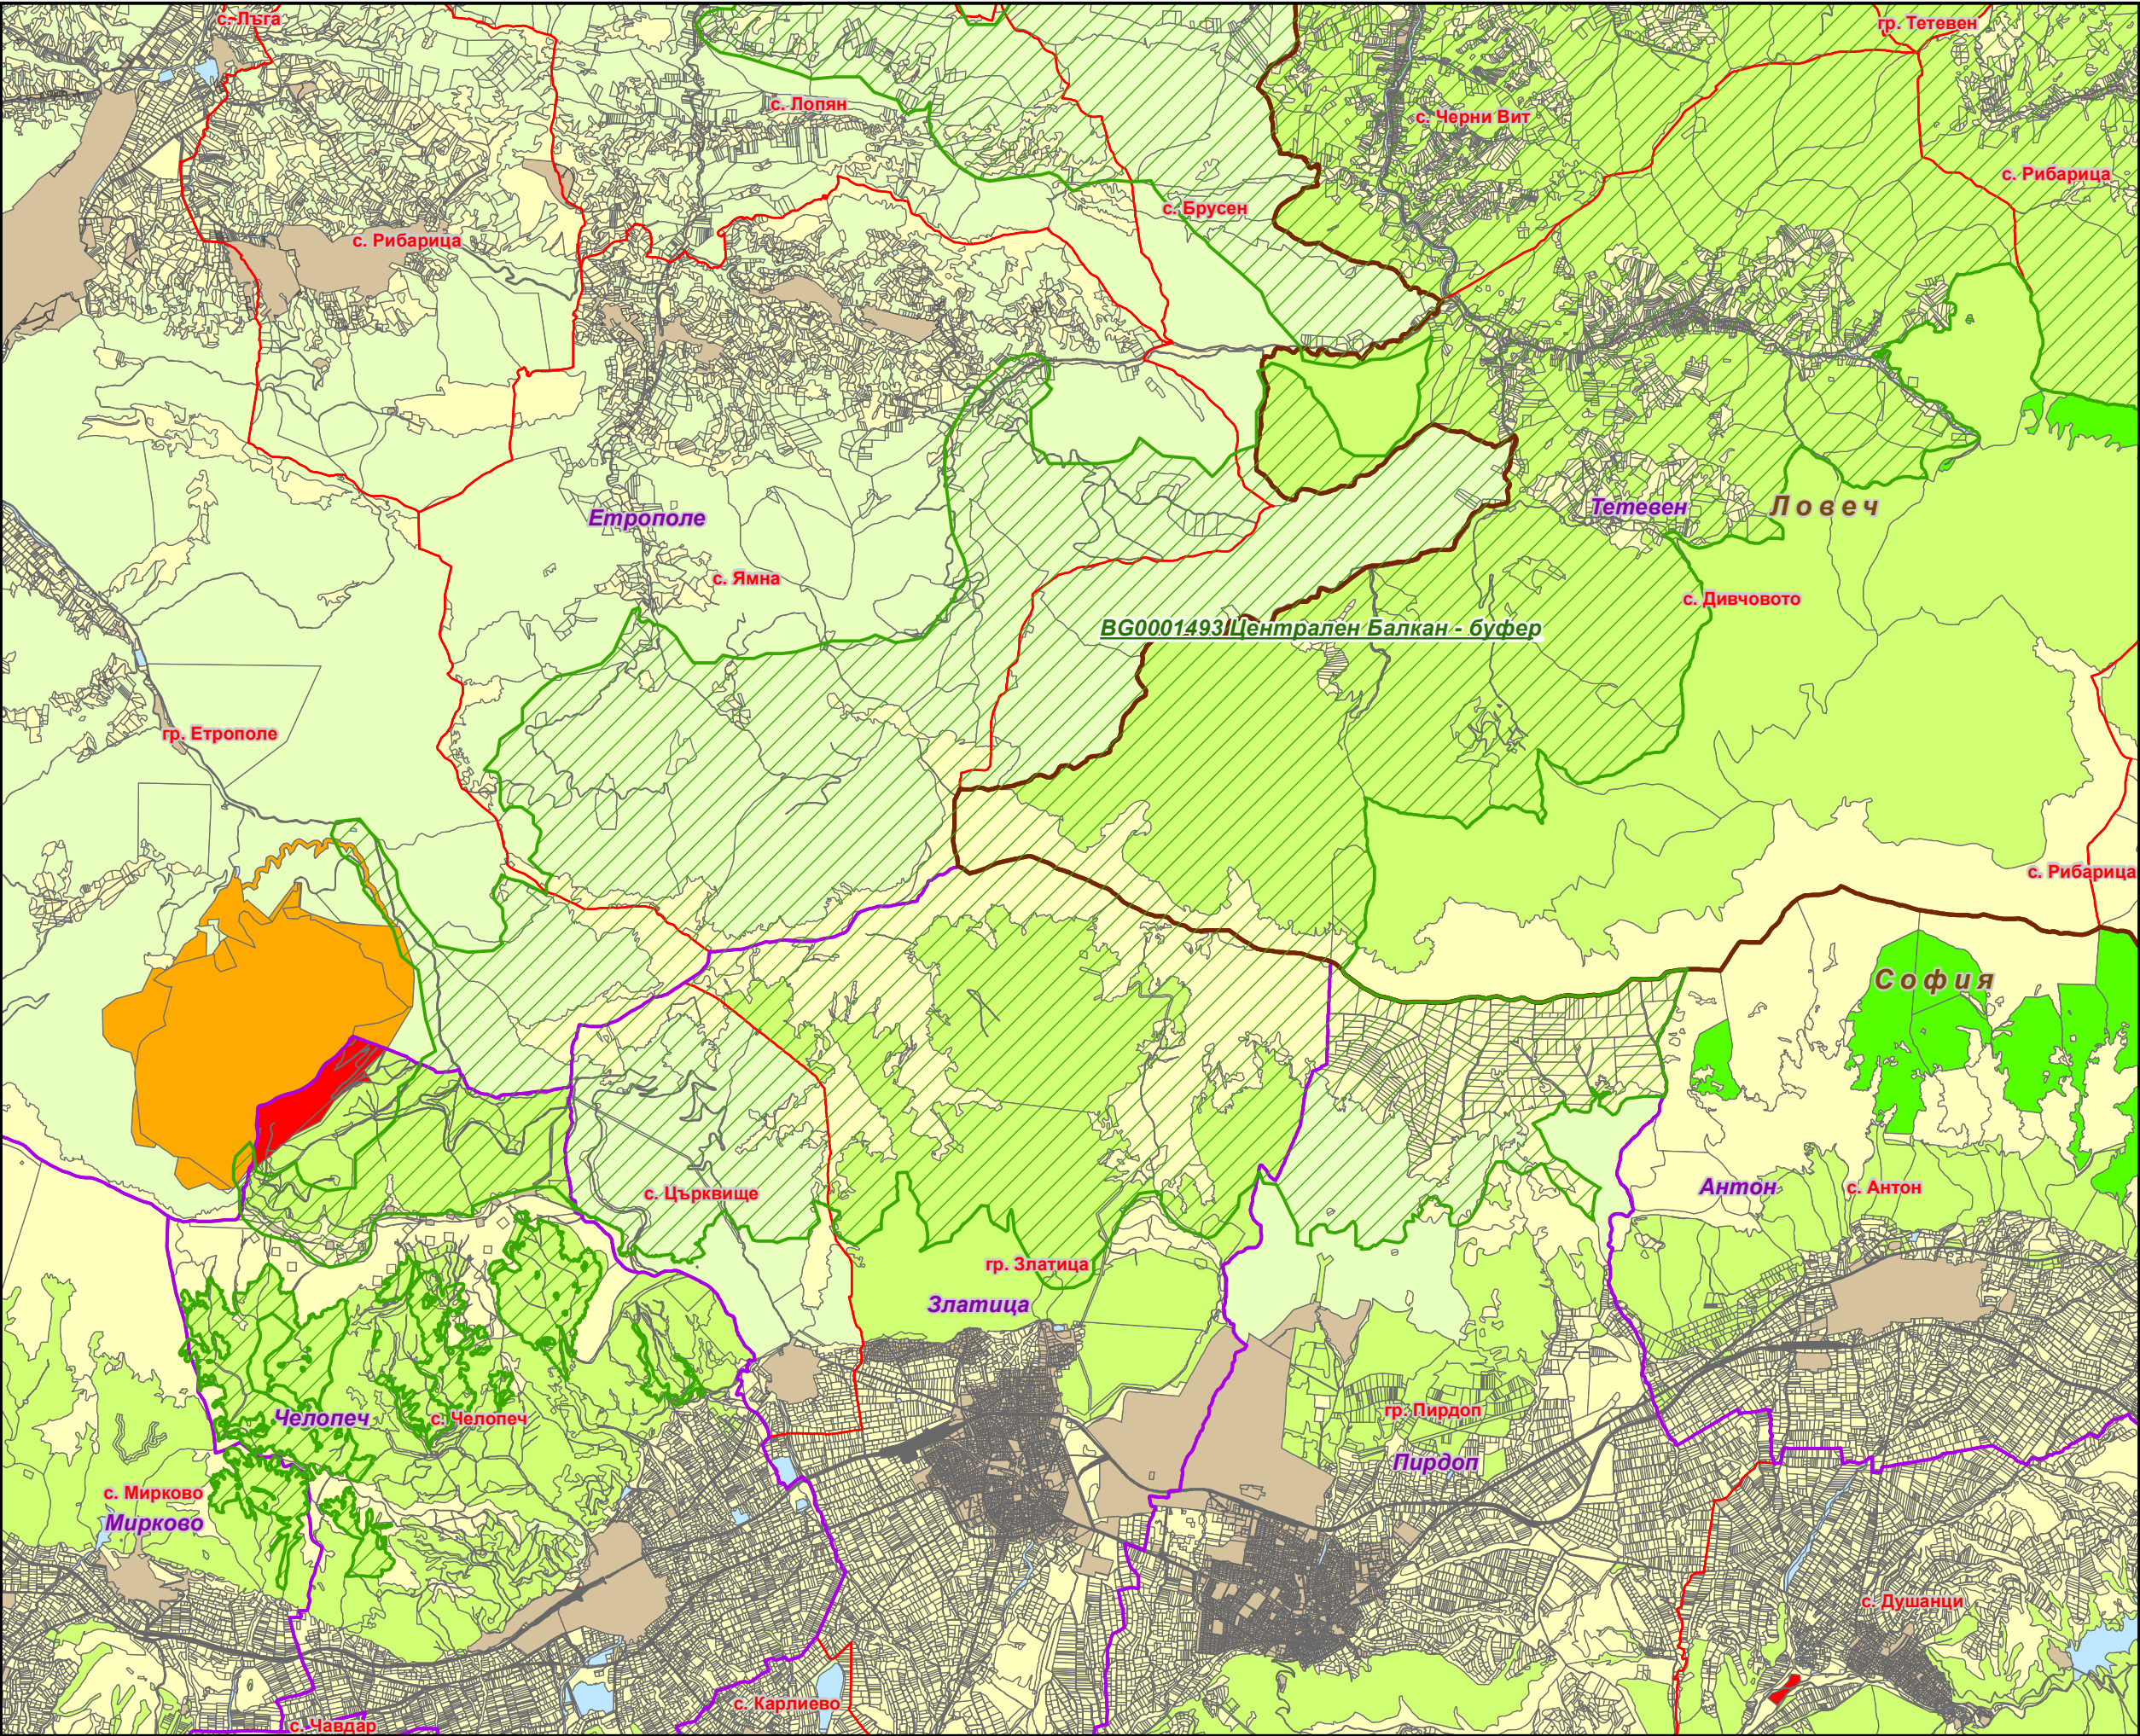 с. Лъга
гр. Тетевен
с. Лопян
с. Черни Вит
с. Рибарица
с. Брусен
с. Рибарица
Етрополе
Тетевен
Ловеч
с. Ямна
с. Дивчовото
BG0001493 Централен Балкан - буфер
гр. Етрополе
с. Рибарица
София
с. Църквище
Антон
с. Антон
гр. Златица
Златица
Челопеч
с. Челопеч
гр. Пирдоп
Пирдоп
с. Мирково
Мирково
с. Душанци
с. Карлиево
с. Чавдар